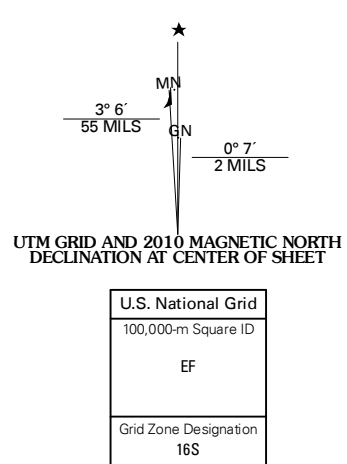 ★
MN
3° 6´
55 MILS
GN
0° 7´
2 MILS
UTM GRID AND 2010 MAGNETIC NORTH
DECLINATION AT CENTER OF SHEET
U.S. National Grid
100,000-m Square ID
EF
Grid Zone Designation
16S